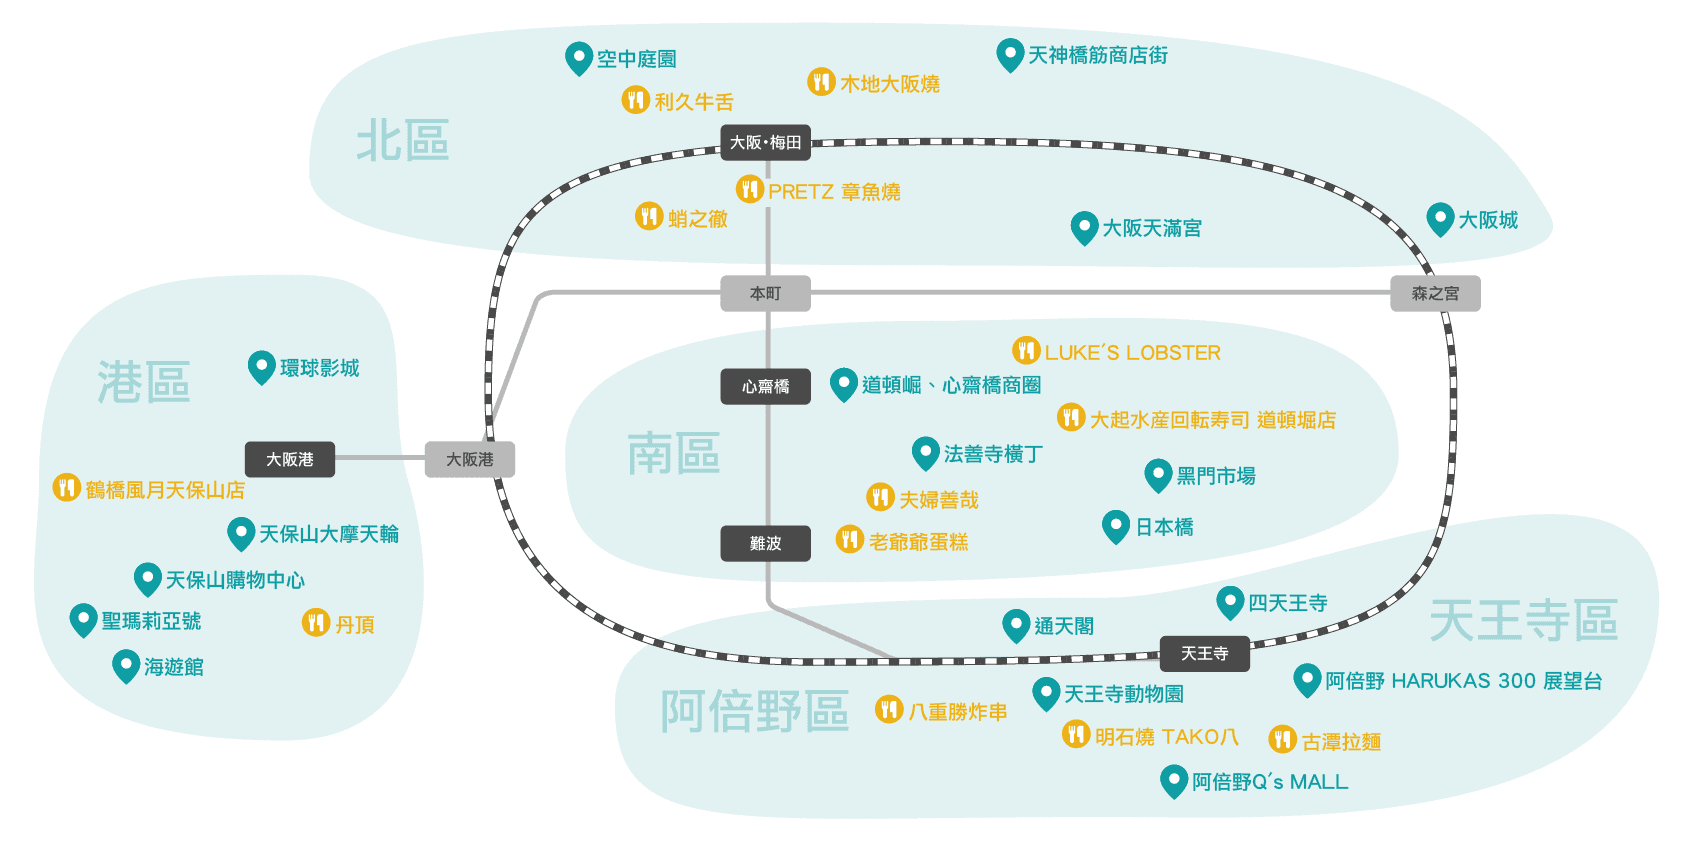 北區
空中庭園
天神橋筋商店街
利久牛舌
木地大阪燒
大阪・梅田
PRETZ 章魚燒
蛸之徹
大阪天滿宮
大阪城
本町
森之宮
港區
環球影城
大阪港
大阪港
鶴橋風月天保山店
天保山大摩天輪
天保山購物中心
聖瑪莉亞號
丹頂
海遊館
南區
LUKE'S LOBSTER
心齋橋
道頓崛、心齋橋商圈
大起水産回転寿司 道頓堀店
法善寺橫丁
黑門市場
夫婦善哉
日本橋
難波
老爺爺蛋糕
天王寺區
四天王寺
通天閣
天王寺
阿倍野區
阿倍野 HARUKAS 300 展望台
天王寺動物園
八重勝炸串
明石燒 TAKO八
古潭拉麵
阿倍野Q's MALL